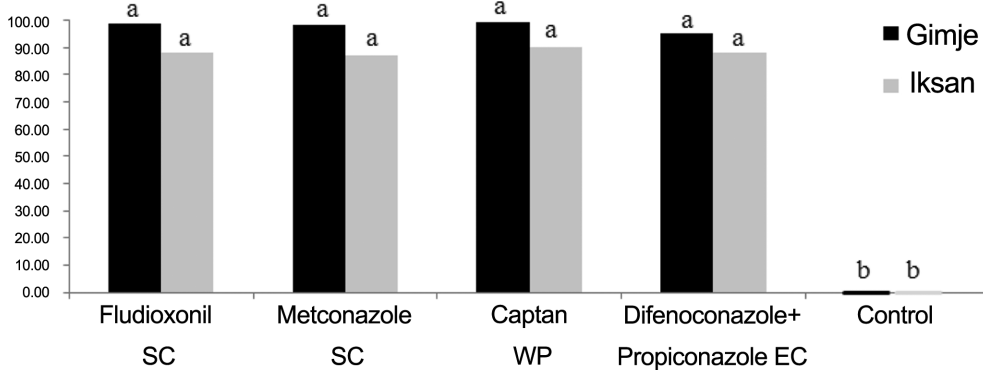 a a a a
a a a a
100.00
90.00
80.00
70.00
60.00
50.00
40.00
30.00
20.00
10.00
0.00
b b
Gimje
Iksan
Fludioxonil Metconazole Captan Difenoconazole+ Control
SC SC WP Propiconazole EC